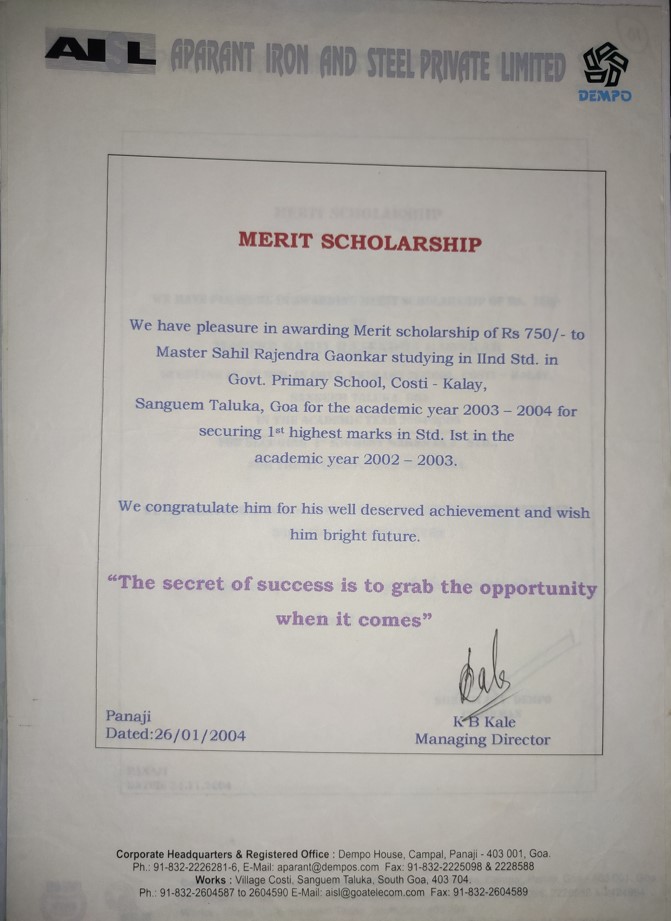 AISL APARANT IRON AND STEEL PRIVATE LIMITED
DEMPO
MERIT SCHOLARSHIP
We have pleasure in awarding Merit scholarship of Rs 750/- to
Master Sahil Rajendra Gaonkar studying in IInd Std. in
Govt. Primary School, Costi - Kalay,
Sanguem Taluka, Goa for the academic year 2003 – 2004 for
securing 1st highest marks in Std. Ist in the
academic year 2002 – 2003.
We congratulate him for his well deserved achievement and wish
him bright future.
“The secret of success is to grab the opportunity
when it comes”
Panaji
Dated:26/01/2004
K B Kale
Managing Director
Corporate Headquarters & Registered Office : Dempo House, Campal, Panaji - 403 001, Goa.
Ph.: 91-832-2226281-6, E-Mail: aparant@dempos.com Fax: 91-832-2225098 & 2228588
Works : Village Costi, Sanguem Taluka, South Goa, 403 704.
Ph.: 91-832-2604587 to 2604590 E-Mail: aisl@goatelecom.com Fax: 91-832-2604589